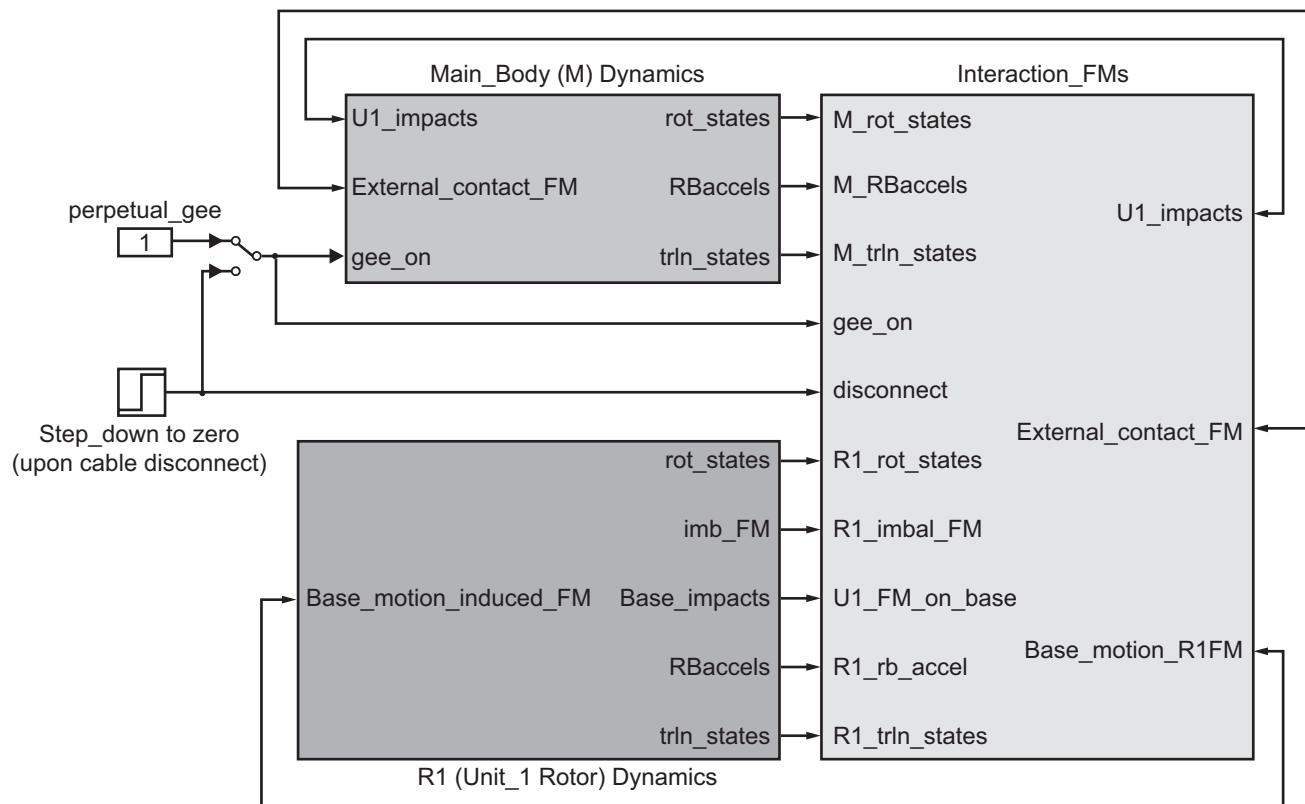 Main_Body (M) Dynamics
Interaction_FMs
U1_impacts
rot_states
M_rot_states
External_contact_FM
RBaccels
M_RBaccels
U1_impacts
perpetual_gee
1
gee_on
trln_states
M_trln_states
gee_on
disconnect
Step_down to zero
(upon cable disconnect)
External_contact_FM
rot_states
R1_rot_states
imb_FM
R1_imbal_FM
Base_motion_induced_FM
Base_impacts
U1_FM_on_base
Base_motion_R1FM
RBaccels
R1_rb_accel
trln_states
R1_trln_states
R1 (Unit_1 Rotor) Dynamics